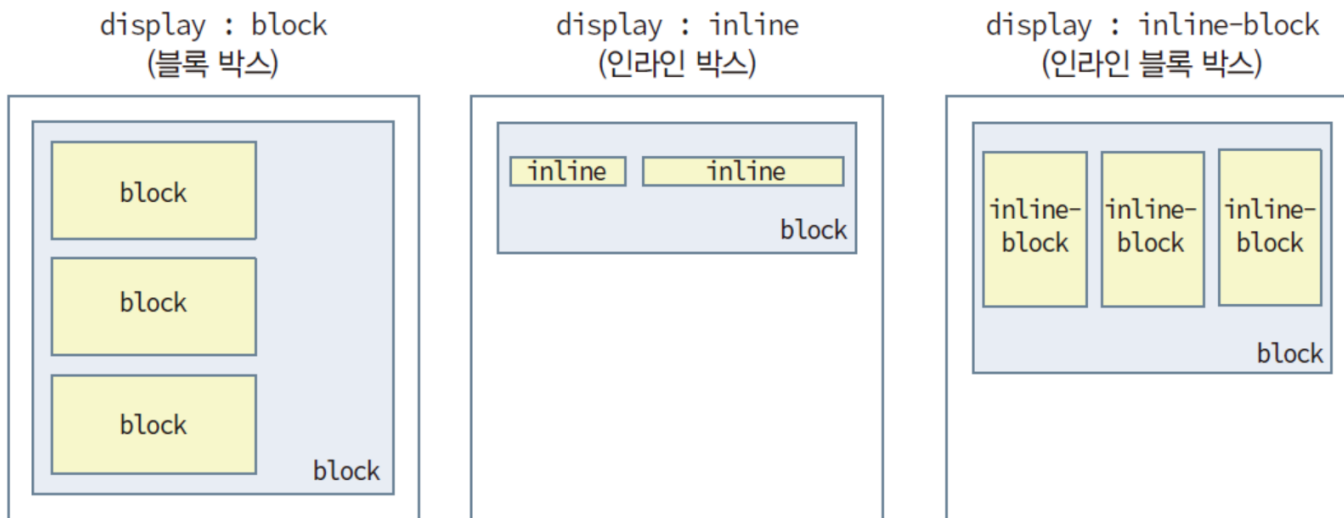 display : block
(블록 박스)
block
block
block
block
display : inline
(인라인 박스)
inline inline
block
display : inline-block
(인라인 블록 박스)
inline- inline- inline-
block block block
block